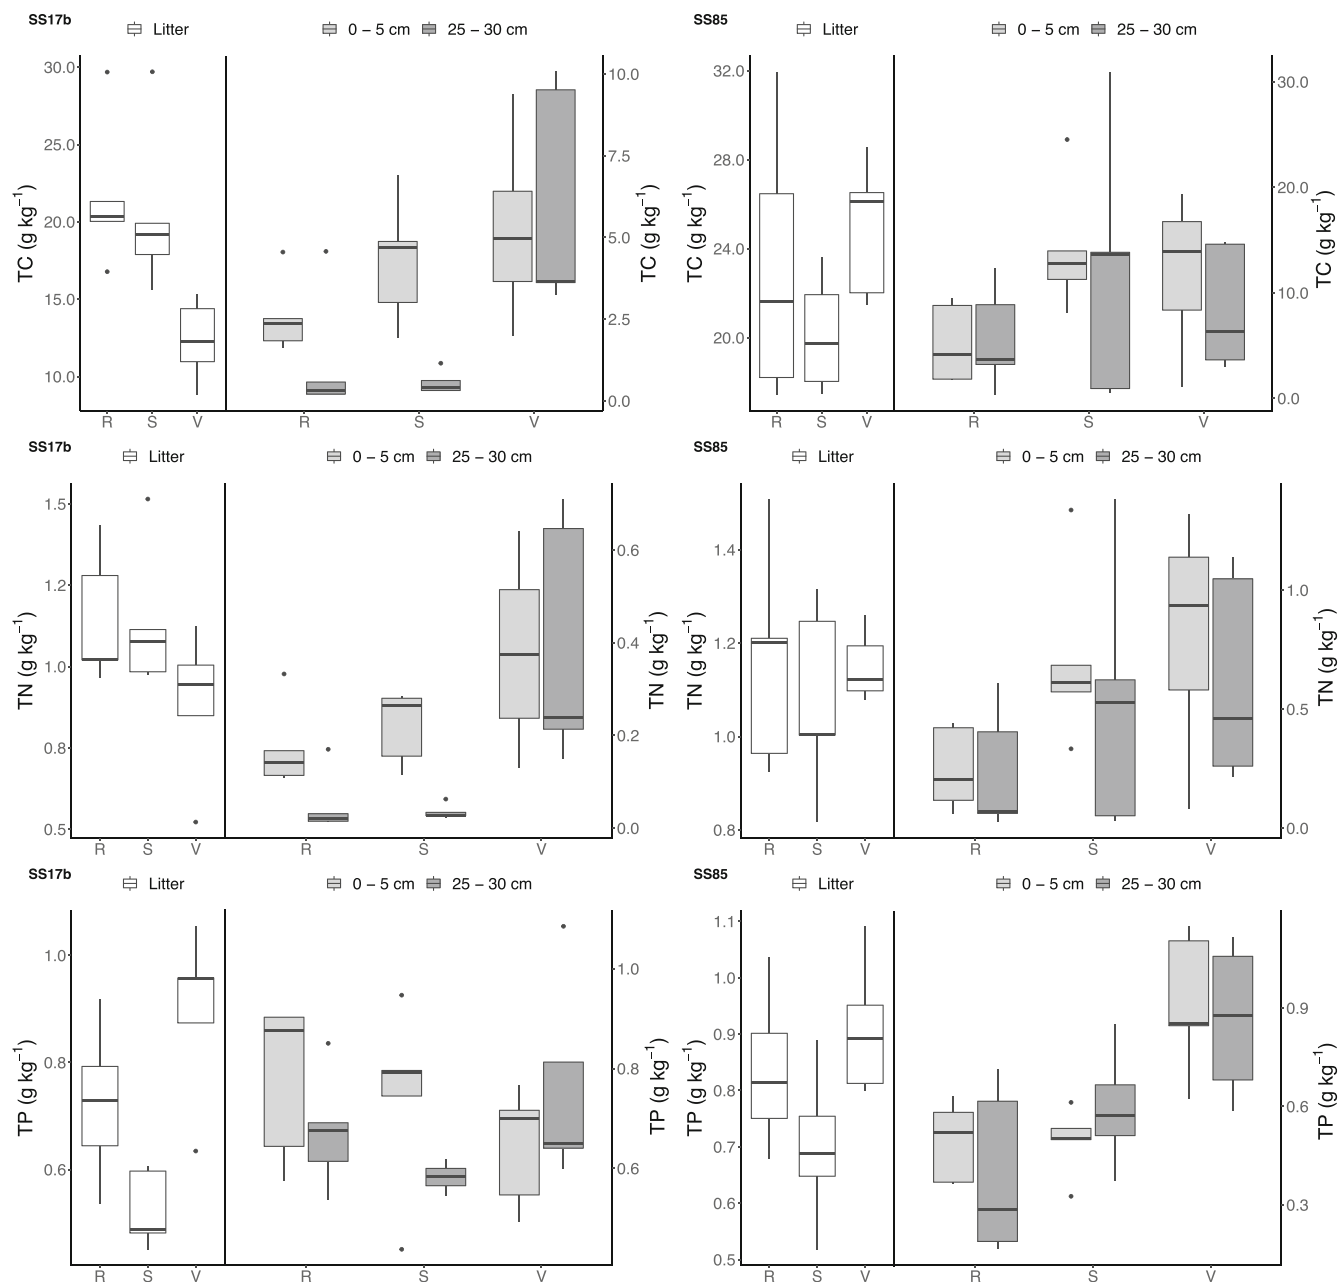 SS17b
Litter
0 – 5 cm
25 – 30 cm
TC (g kg⁻¹)
30.0
25.0
20.0
15.0
10.0
R
S
V
R
S
V
10.0
7.5
5.0
2.5
0.0
TC (g kg⁻¹)
SS85
Litter
0 – 5 cm
25 – 30 cm
TC (g kg⁻¹)
32.0
28.0
24.0
20.0
R
S
V
R
S
V
30.0
20.0
10.0
0.0
TC (g kg⁻¹)
SS17b
Litter
0 – 5 cm
25 – 30 cm
TN (g kg⁻¹)
1.5
1.2
1.0
0.8
0.5
R
S
V
R
S
V
0.6
0.4
0.2
0.0
TN (g kg⁻¹)
SS85
Litter
0 – 5 cm
25 – 30 cm
TN (g kg⁻¹)
1.4
1.2
1.0
0.8
R
S
V
R
S
V
1.0
0.5
0.0
TN (g kg⁻¹)
SS17b
Litter
0 – 5 cm
25 – 30 cm
TP (g kg⁻¹)
1.0
0.8
0.6
R
S
V
R
S
V
1.0
0.8
0.6
TP (g kg⁻¹)
SS85
Litter
0 – 5 cm
25 – 30 cm
TP (g kg⁻¹)
1.1
1.0
0.9
0.8
0.7
0.6
0.5
R
S
V
R
S
V
0.9
0.6
0.3
TP (g kg⁻¹)